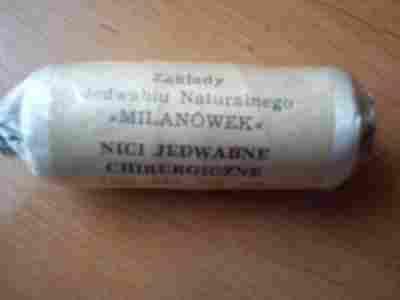 Zakłady
Jedwabiu Naturalnego
»MILANÓWEK«
NICI JEDWABNE
CHIRURGICZNE